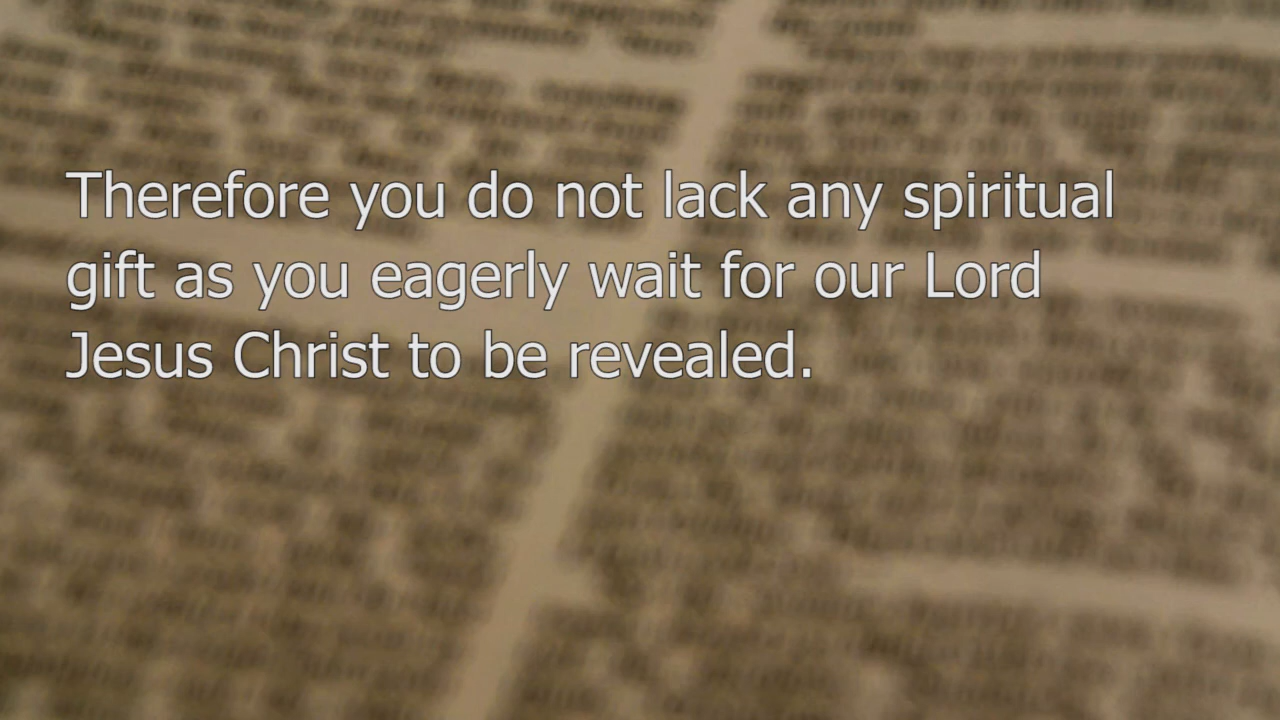 Therefore you do not lack any spiritual
gift as you eagerly wait for our Lord
Jesus Christ to be revealed.